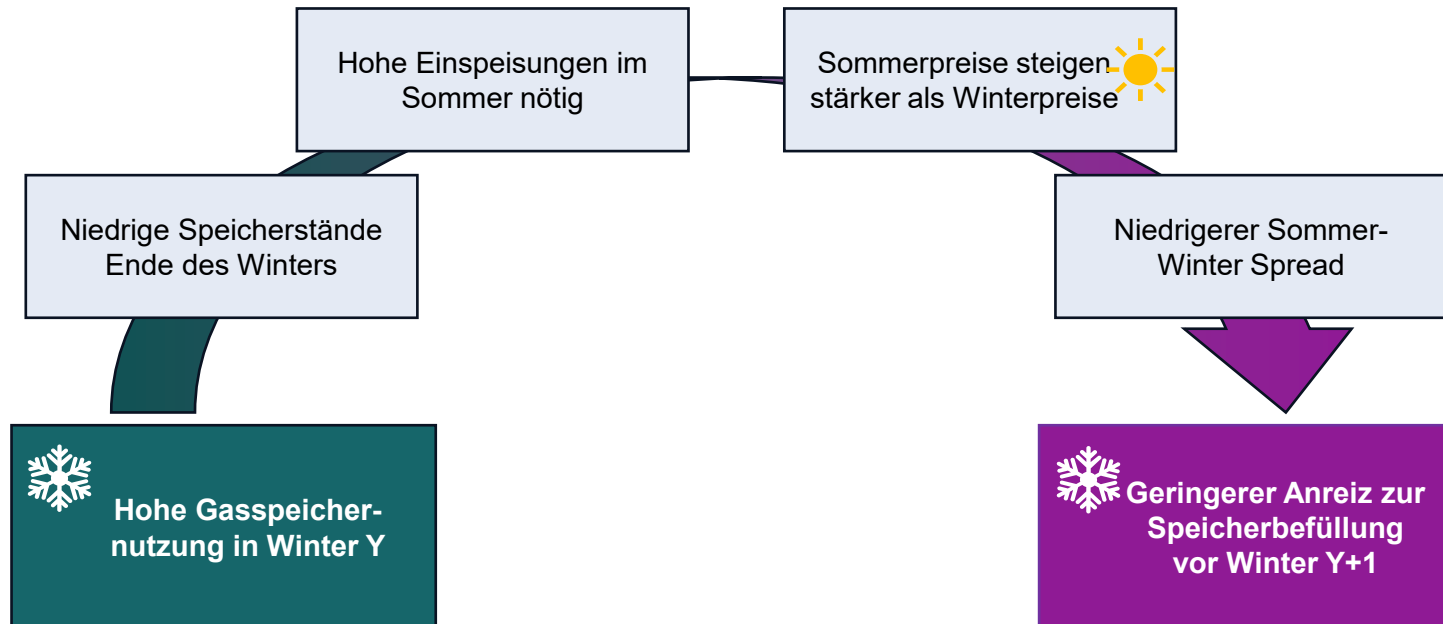 Hohe Einspeisungen im
Sommer nötig
Sommerpreise steigen
stärker als Winterpreise
Niedrige Speicherstände
Ende des Winters
Niedrigerer Sommer-
Winter Spread
Hohe Gasspeicher-
nutzung in Winter Y
Geringerer Anreiz zur
Speicherbefüllung
vor Winter Y+1